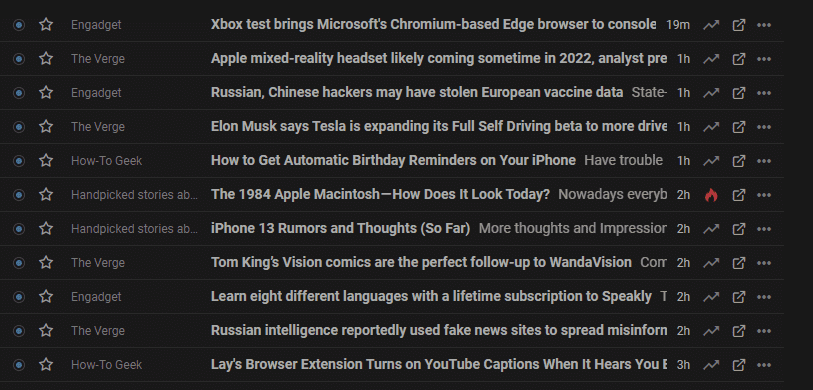 Engadget Xbox test brings Microsoft's Chromium-based Edge browser to console 19m
The Verge Apple mixed-reality headset likely coming sometime in 2022, analyst pre 1h
Engadget Russian, Chinese hackers may have stolen European vaccine data State- 1h
The Verge Elon Musk says Tesla is expanding its Full Self Driving beta to more drive 1h
How-To Geek How to Get Automatic Birthday Reminders on Your iPhone Have trouble 1h
Handpicked stories ab... The 1984 Apple Macintosh—How Does It Look Today? Nowadays everyb 2h
Handpicked stories ab... iPhone 13 Rumors and Thoughts (So Far) More thoughts and Impression 2h
The Verge Tom King's Vision comics are the perfect follow-up to WandaVision Com 2h
Engadget Learn eight different languages with a lifetime subscription to Speakly T 2h
The Verge Russian intelligence reportedly used fake news sites to spread misinform 2h
How-To Geek Lay's Browser Extension Turns on YouTube Captions When It Hears You E 3h